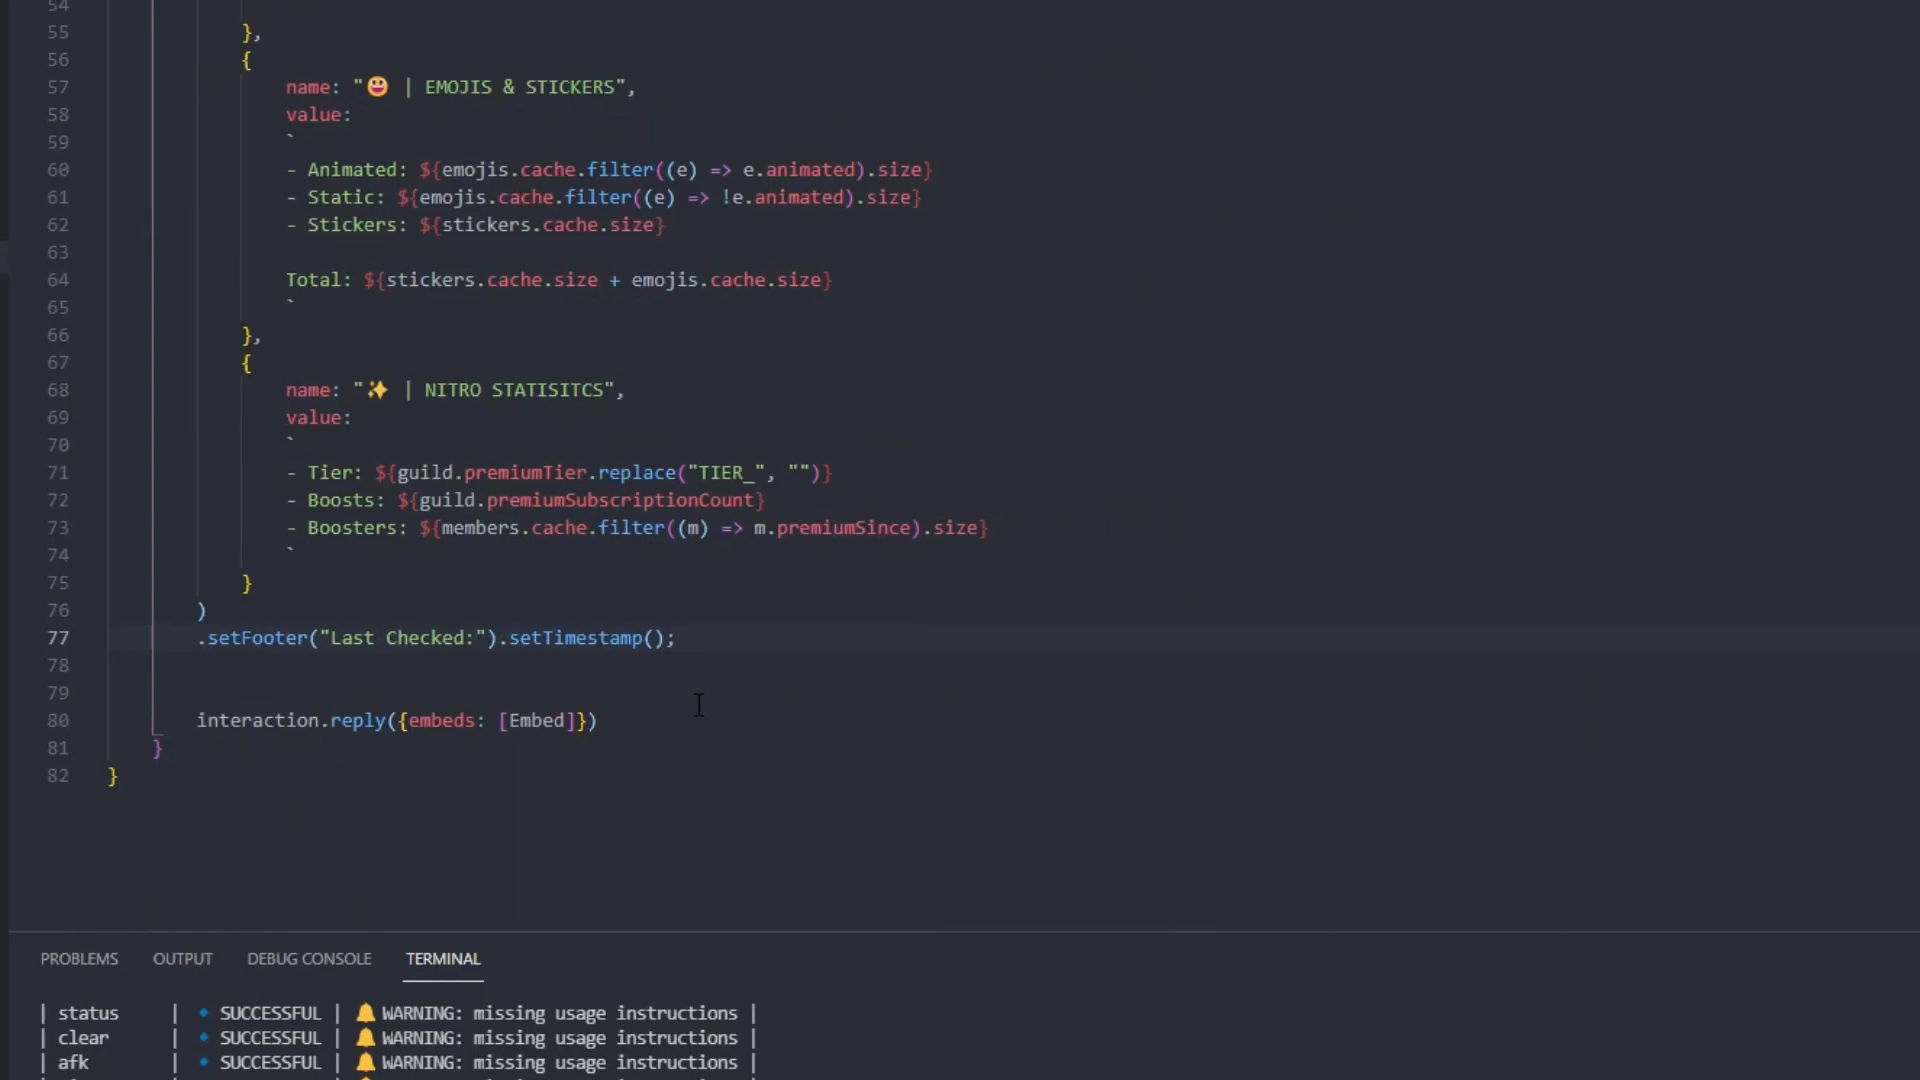 54
55 },
56 {
57 name: "😀 | EMOJIS & STICKERS",
58 value:
59 `
60 - Animated: ${emojis.cache.filter((e) => e.animated).size}
61 - Static: ${emojis.cache.filter((e) => !e.animated).size}
62 - Stickers: ${stickers.cache.size}
63
64 Total: ${stickers.cache.size + emojis.cache.size}
65 `
66 },
67 {
68 name: "✨ | NITRO STATISITCS",
69 value:
70 `
71 - Tier: ${guild.premiumTier.replace("TIER_", "")}
72 - Boosts: ${guild.premiumSubscriptionCount}
73 - Boosters: ${members.cache.filter((m) => m.premiumSince).size}
74 `
75 }
76 )
77 .setFooter("Last Checked:").setTimestamp();
78
79
80 interaction.reply({embeds: [Embed]})
81 }
82 }
PROBLEMS OUTPUT DEBUG CONSOLE TERMINAL
| status | 🔹 SUCCESSFUL | 🔔 WARNING: missing usage instructions |
| clear | 🔹 SUCCESSFUL | 🔔 WARNING: missing usage instructions |
| afk | 🔹 SUCCESSFUL | 🔔 WARNING: missing usage instructions |